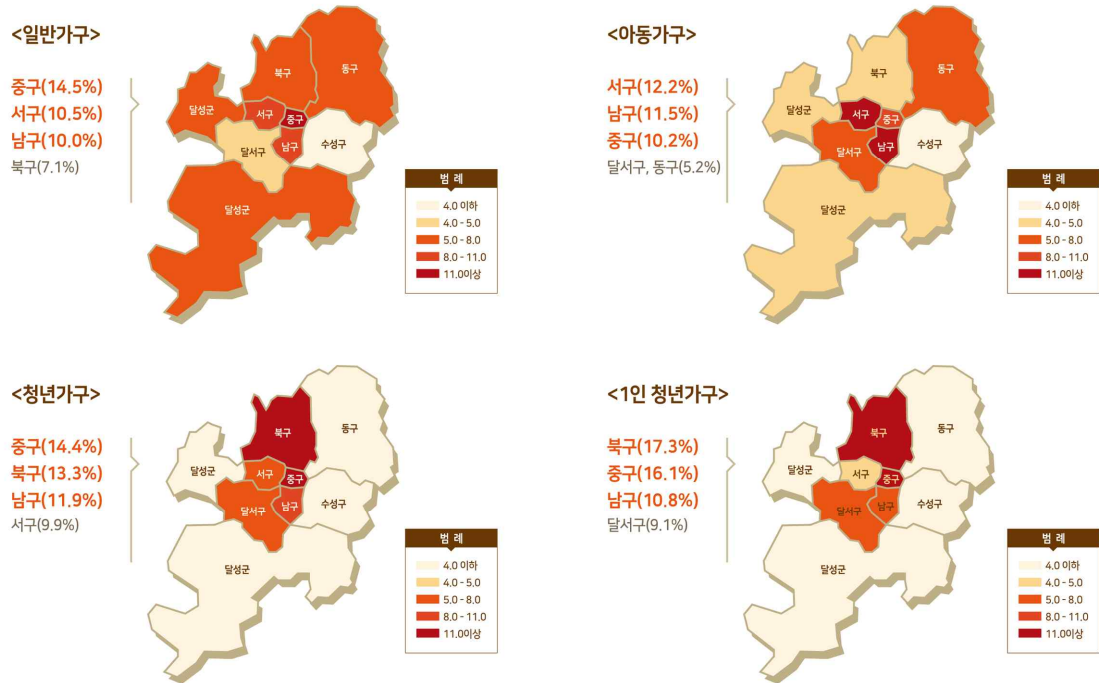 <일반가구>
중구(14.5%)
서구(10.5%)
남구(10.0%)
북구(7.1%)
북구
동구
달성군
서구
중구
달서구
남구
수성구
달성군
범 례
4.0 이하
4.0 - 5.0
5.0 - 8.0
8.0 - 11.0
11.0이상
<아동가구>
서구(12.2%)
남구(11.5%)
중구(10.2%)
달서구, 동구(5.2%)
북구
동구
달성군
서구
중구
달서구
남구
수성구
달성군
범 례
4.0 이하
4.0 - 5.0
5.0 - 8.0
8.0 - 11.0
11.0이상
<청년가구>
중구(14.4%)
북구(13.3%)
남구(11.9%)
서구(9.9%)
북구
동구
달성군
서구
중구
달서구
남구
수성구
달성군
범 례
4.0 이하
4.0 - 5.0
5.0 - 8.0
8.0 - 11.0
11.0이상
<1인 청년가구>
북구(17.3%)
중구(16.1%)
남구(10.8%)
달서구(9.1%)
북구
동구
달성군
서구
중구
달서구
남구
수성구
달성군
범 례
4.0 이하
4.0 - 5.0
5.0 - 8.0
8.0 - 11.0
11.0이상